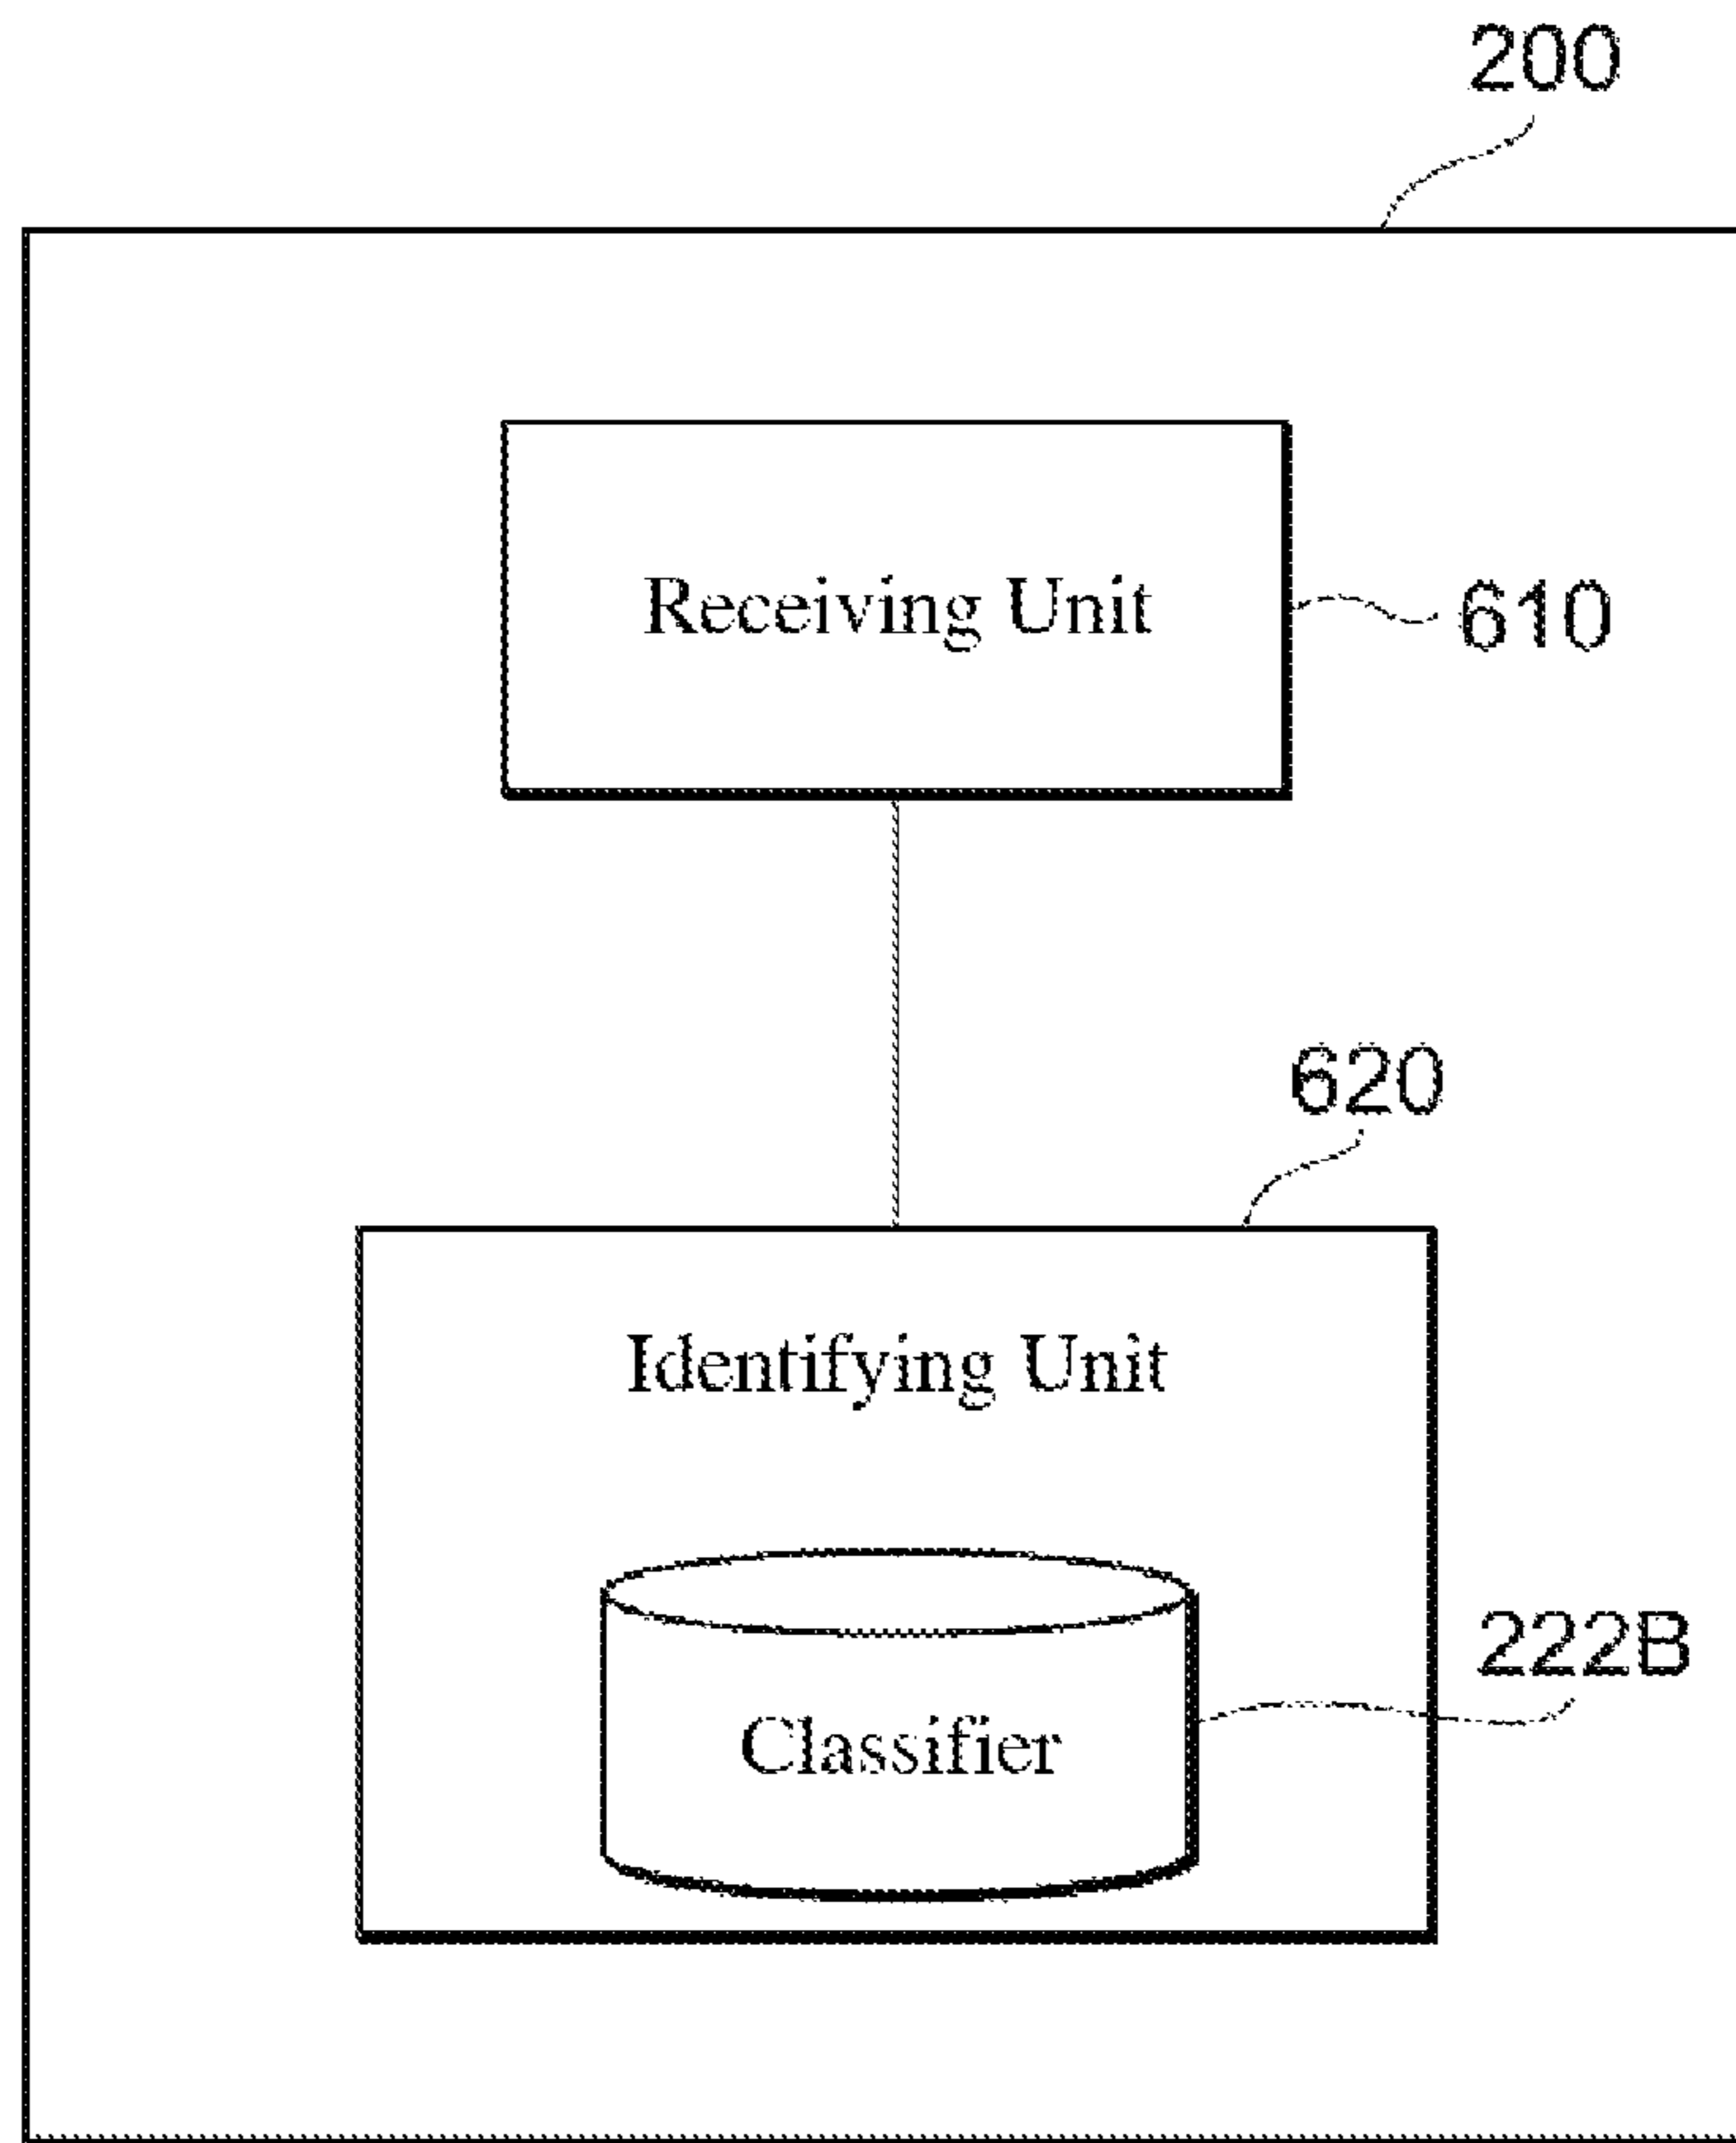 200
Receiving Unit
610
620
Identifying Unit
222B
Classifier